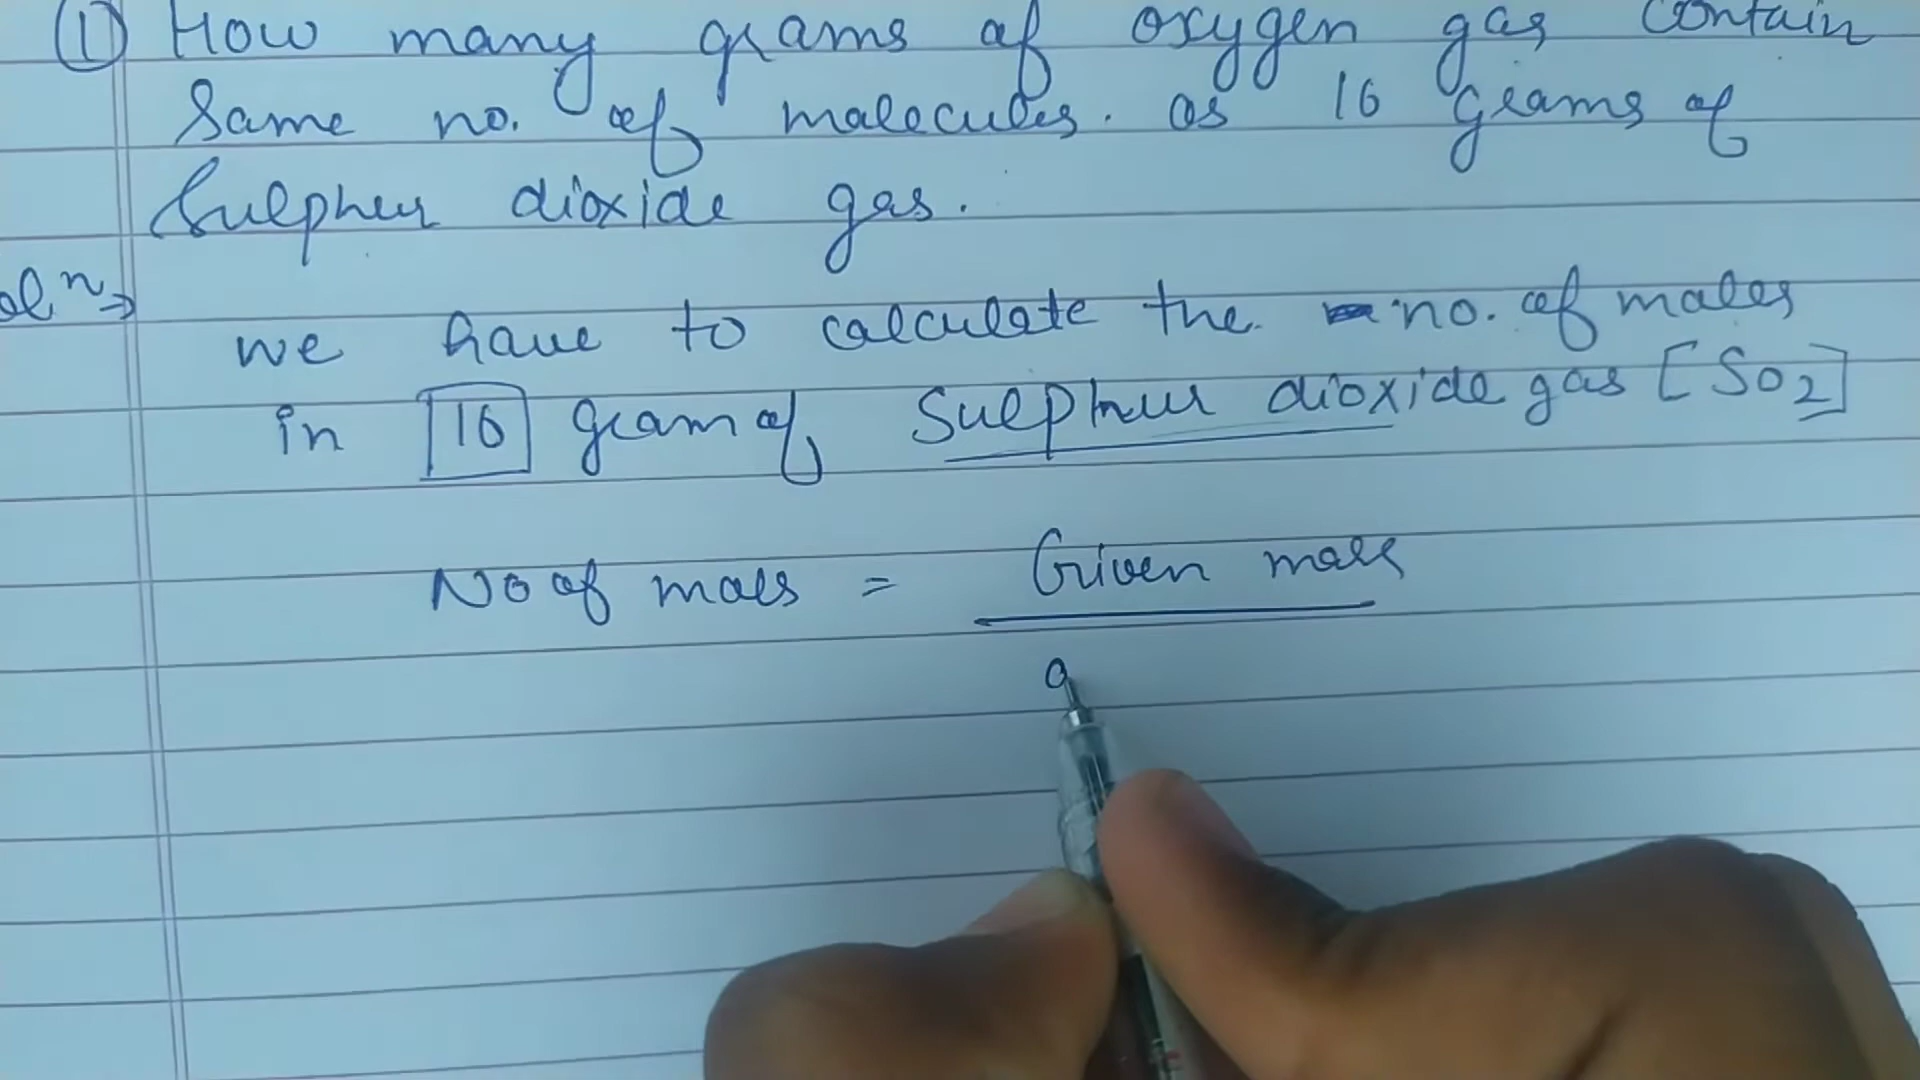 (1) How many grams of oxygen gas contain
Same no. of molecules. as 16 grams of
Sulphur dioxide gas.
olⁿ⇒
we have to calculate the no. of moles
in 16 gram of Sulphur dioxide gas [SO₂]
No of moles = Given mass